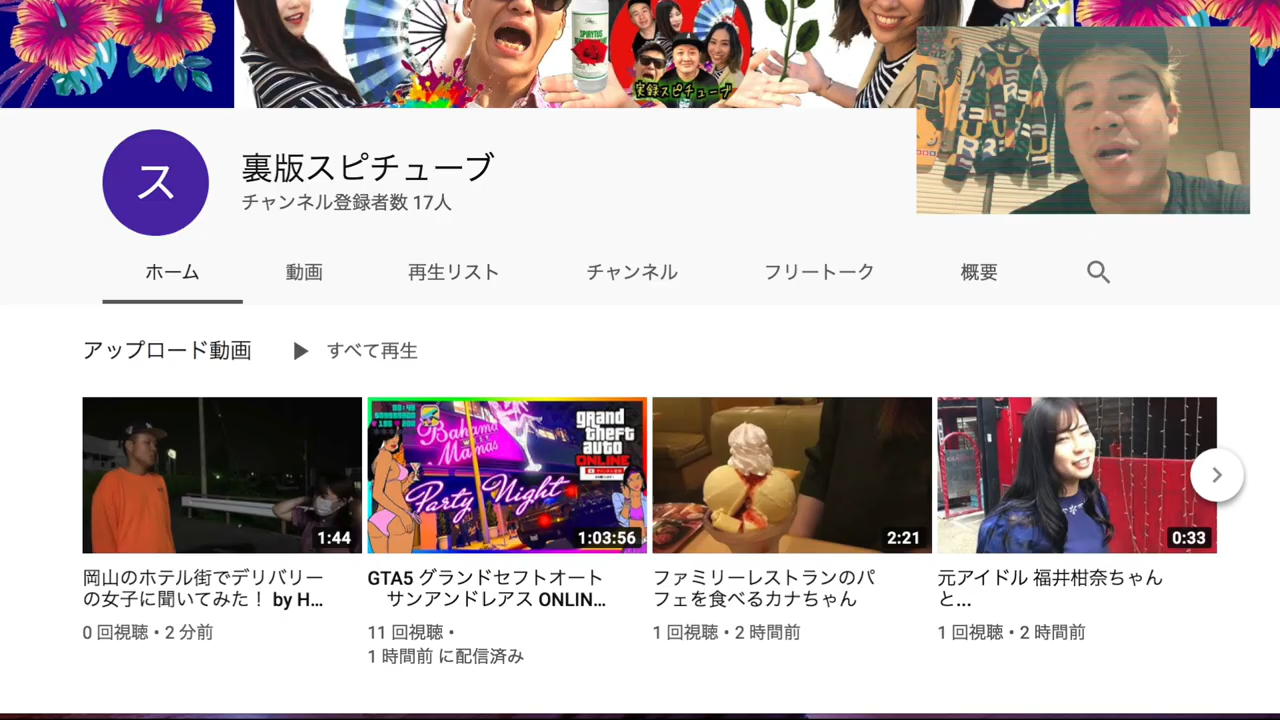 SPIRYTUS
実録スピチューブ
ス
裏版スピチューブ
チャンネル登録者数 17人
ホーム 動画 再生リスト チャンネル フリートーク 概要
アップロード動画 すべて再生
1:44
Bahama Mamas
Party Night
grand theft auto ONLINE
1:03:56
2:21
0:33
岡山のホテル街でデリバリー
の女子に聞いてみた！ by H...
0 回視聴・2 分前
GTA5 グランドセフトオート
サンアンドレアス ONLIN...
11 回視聴・
1 時間前 に配信済み
ファミリーレストランのパ
フェを食べるカナちゃん
1 回視聴・2 時間前
元アイドル 福井柑奈ちゃん
と...
1 回視聴・2 時間前